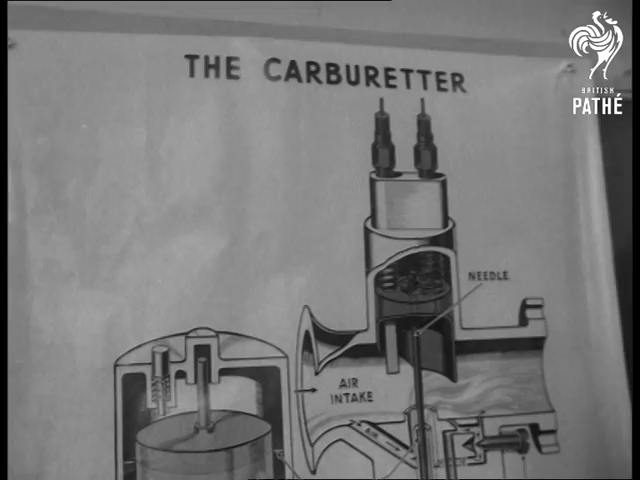 THE CARBURETTER
BRITISH
PATHÉ
NEEDLE
AIR
INTAKE